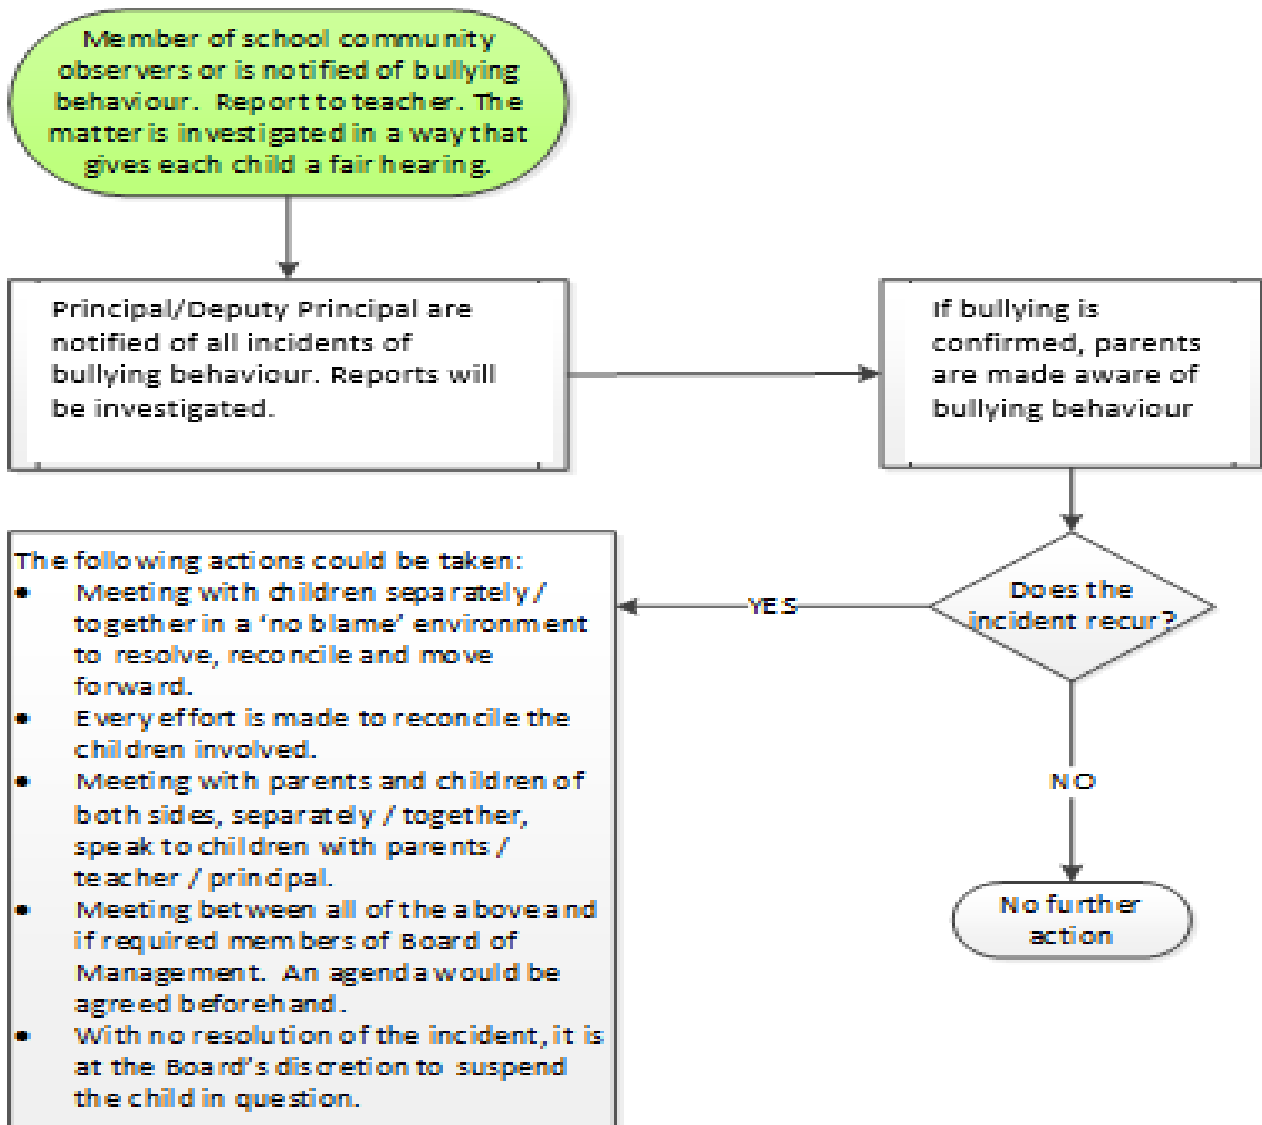 Member of school community
observers or is notified of bullying
behaviour. Report to teacher. The
matter is investigated in a way that
gives each child a fair hearing.
Principal/Deputy Principal are
notified of all incidents of
bullying behaviour. Reports will
be investigated.
If bullying is
confirmed, parents
are made aware of
bullying behaviour
Does the
incident recur?
YES
The following actions could be taken:
• Meeting with children separately /
together in a ‘no blame’ environment
to resolve, reconcile and move
forward.
• Every effort is made to reconcile the
children involved.
• Meeting with parents and children of
both sides, separately / together,
speak to children with parents /
teacher / principal.
• Meeting between all of the above and
if required members of Board of
Management. An agenda would be
agreed beforehand.
• With no resolution of the incident, it is
at the Board’s discretion to suspend
the child in question.
NO
No further
action